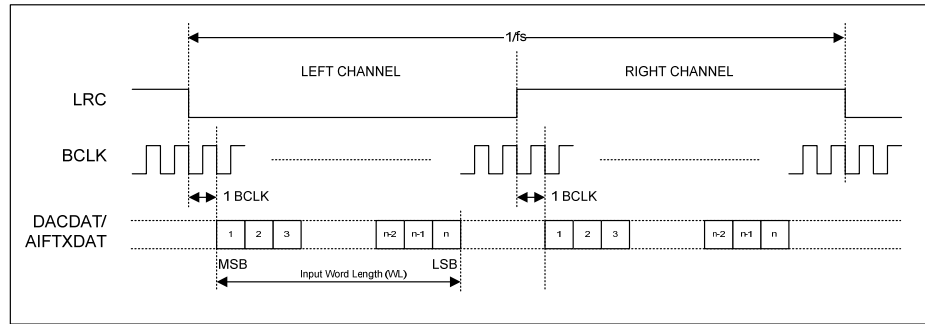 1/fs
LEFT CHANNEL RIGHT CHANNEL
LRC
BCLK
1 BCLK 1 BCLK
DACDAT/
AIFTXDAT
1 2 3 n-2 n-1 n 1 2 3 n-2 n-1 n
MSB LSB
Input Word Length (WL)